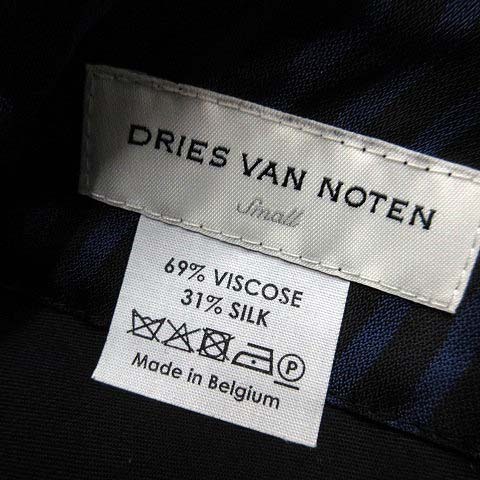 DRIES VAN NOTEN
Small
69% VISCOSE
31% SILK
P
Made in Belgium